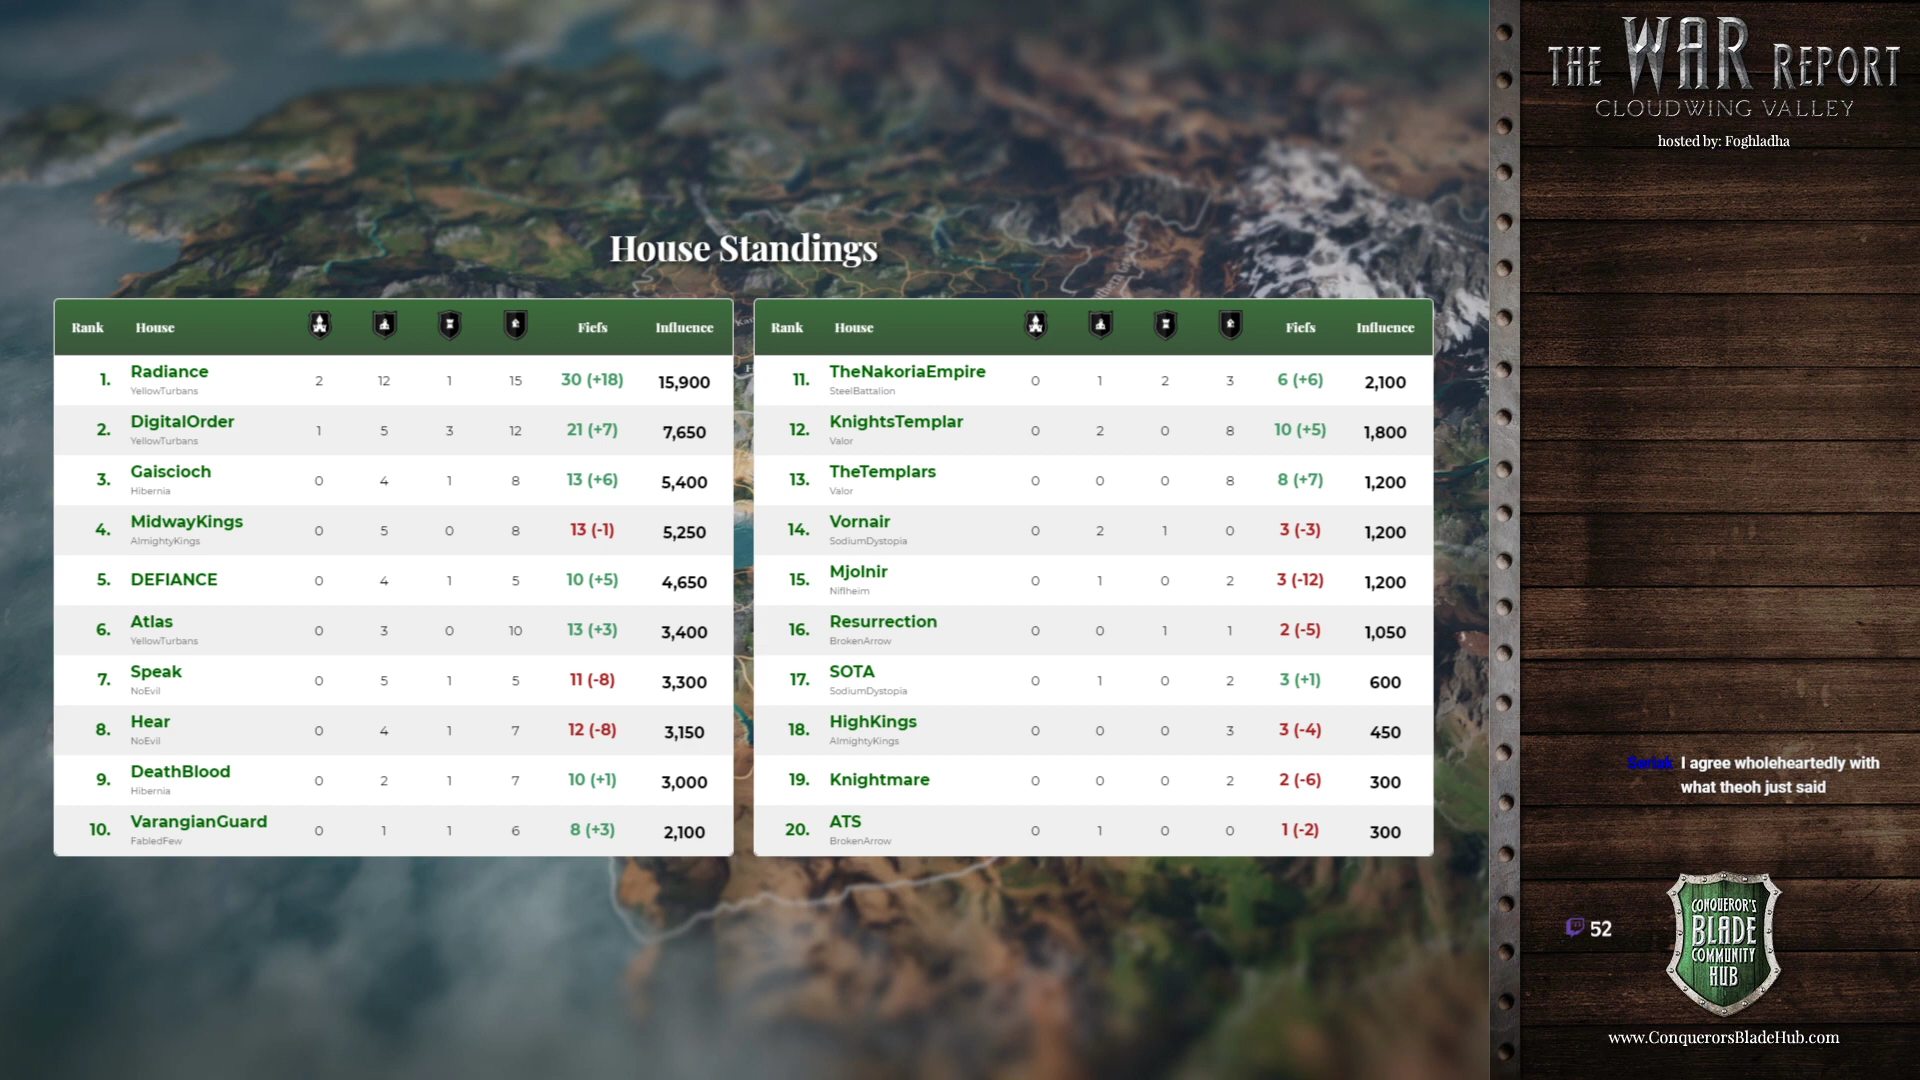 THE WAR REPORT
CLOUDWING VALLEY
hosted by: Foghladha
House Standings
Rank House Fiefs Influence
1. Radiance 2 12 1 15 30 (+18) 15,900
YellowTurbans
2. DigitalOrder 1 5 3 12 21 (+7) 7,650
YellowTurbans
3. Gaiscioch 0 4 1 8 13 (+6) 5,400
Hibernia
4. MidwayKings 0 5 0 8 13 (-1) 5,250
AlmightyKings
5. DEFIANCE 0 4 1 5 10 (+5) 4,650
6. Atlas 0 3 0 10 13 (+3) 3,400
YellowTurbans
7. Speak 0 5 1 5 11 (-8) 3,300
NoEvil
8. Hear 0 4 1 7 12 (-8) 3,150
NoEvil
9. DeathBlood 0 2 1 7 10 (+1) 3,000
Hibernia
10. VarangianGuard 0 1 1 6 8 (+3) 2,100
FabledFew
Rank House Fiefs Influence
11. TheNakoriaEmpire 0 1 2 3 6 (+6) 2,100
SteelBattalion
12. KnightsTemplar 0 2 0 8 10 (+5) 1,800
Valor
13. TheTemplars 0 0 0 8 8 (+7) 1,200
Valor
14. Vornair 0 2 1 0 3 (-3) 1,200
SodiumDystopia
15. Mjolnir 0 1 0 2 3 (-12) 1,200
Niflheim
16. Resurrection 0 0 1 1 2 (-5) 1,050
BrokenArrow
17. SOTA 0 1 0 2 3 (+1) 600
SodiumDystopia
18. HighKings 0 0 0 3 3 (-4) 450
AlmightyKings
19. Knightmare 0 0 0 2 2 (-6) 300
20. ATS 0 1 0 0 1 (-2) 300
BrokenArrow
I agree wholeheartedly with
what theoh just said
52
CONQUEROR'S
BLADE
COMMUNITY
HUB
www.ConquerorsBladeHub.com